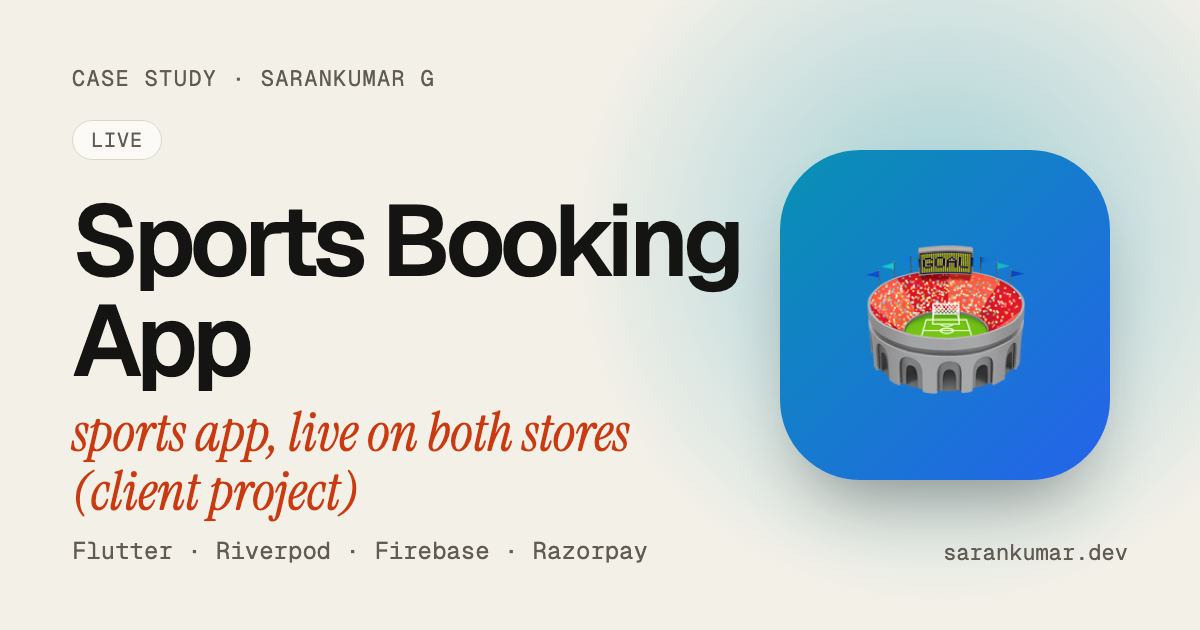 CASE STUDY · SARANKUMAR G
LIVE
Sports Booking
App
sports app, live on both stores
(client project)
Flutter · Riverpod · Firebase · Razorpay
GOAL
sarankumar.dev